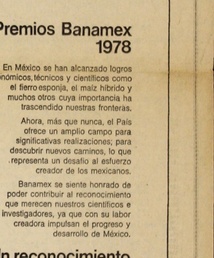 Premios Banamex
1978
En México se han alcanzado logros
onómicos, técnicos y científicos como
el fierro esponja, el maíz híbrido y
muchos otros cuya importancia ha
trascendido nuestras fronteras.
Ahora, más que nunca, el País
ofrece un amplio campo para
significativas realizaciones; para
descubrir nuevos caminos, lo que
representa un desafío al esfuerzo
creador de los mexicanos.
Banamex se siente honrado de
poder contribuir al reconocimiento
que merecen nuestros científicos e
investigadores, ya que con su labor
creadora impulsan el progreso y
desarrollo de México.
Un reconocimiento